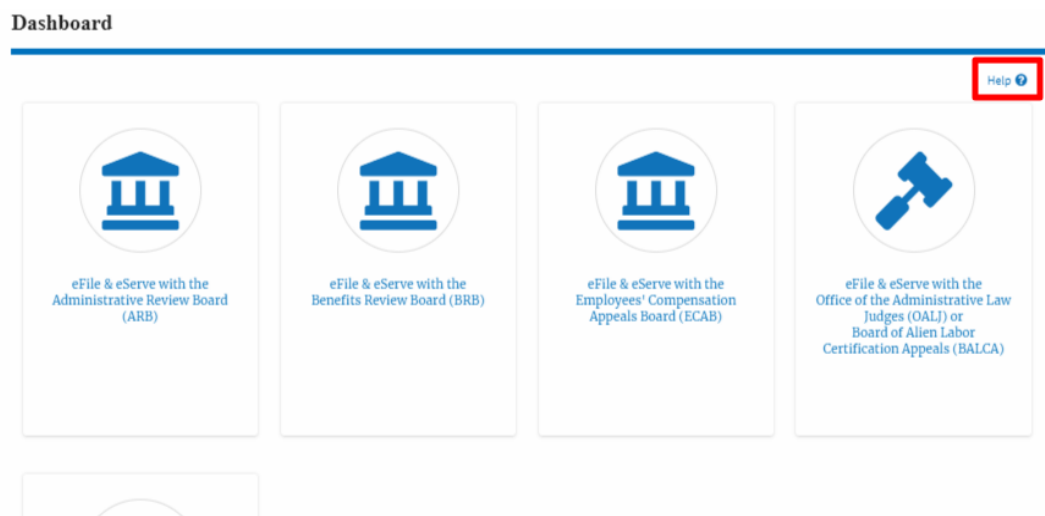 Dashboard
Help
eFile & eServe with the
Administrative Review Board
(ARB)
eFile & eServe with the
Benefits Review Board (BRB)
eFile & eServe with the
Employees' Compensation
Appeals Board (ECAB)
eFile & eServe with the
Office of the Administrative Law
Judges (OALJ) or
Board of Alien Labor
Certification Appeals (BALCA)